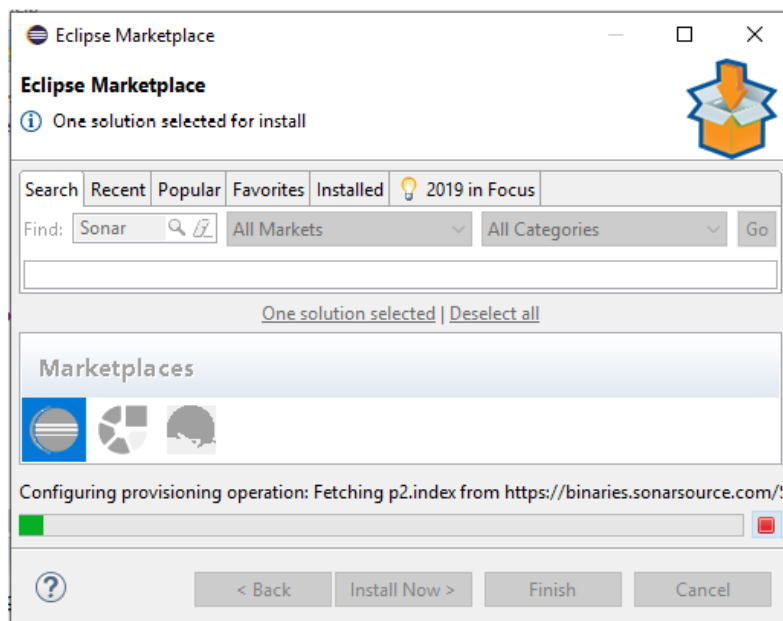 Eclipse Marketplace
Eclipse Marketplace
One solution selected for install
Search Recent Popular Favorites Installed 2019 in Focus
Find: Sonar All Markets All Categories Go
One solution selected | Deselect all
Marketplaces
Configuring provisioning operation: Fetching p2.index from https://binaries.sonarsource.com/
? < Back Install Now > Finish Cancel